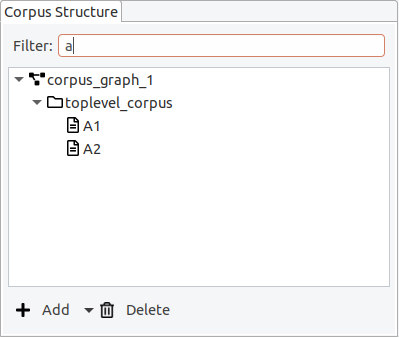 Corpus Structure
Filter: a
corpus_graph_1
toplevel_corpus
A1
A2
Add Delete